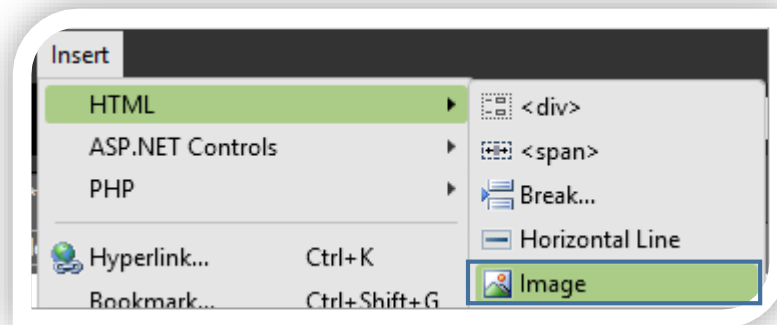 Insert
HTML
ASP.NET Controls
PHP
Hyperlink... Ctrl+K
Bookmark... Ctrl+Shift+G
<div>
<span>
Break...
Horizontal Line
Image